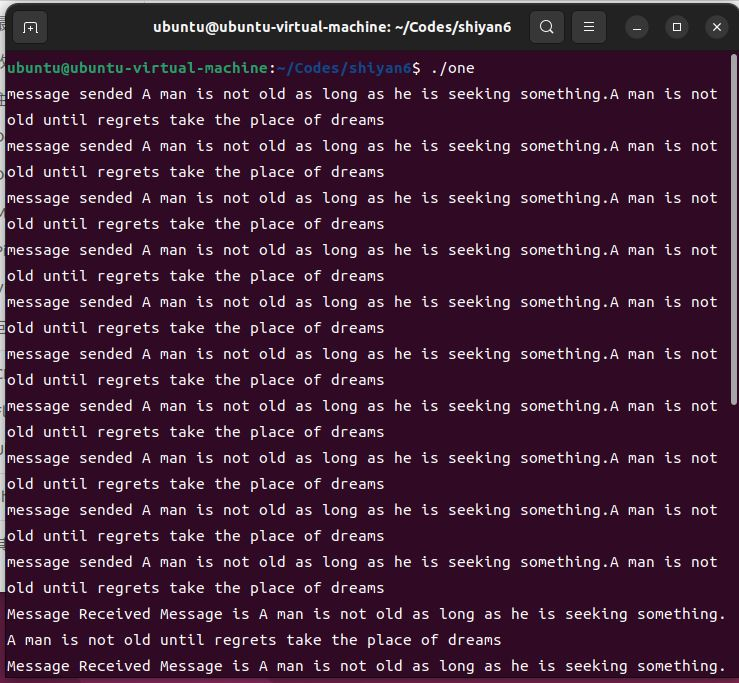 ubuntu@ubuntu-virtual-machine: ~/Codes/shiyan6
ubuntu@ubuntu-virtual-machine:~/Codes/shiyan6$ ./one
message sended A man is not old as long as he is seeking something.A man is not
old until regrets take the place of dreams
message sended A man is not old as long as he is seeking something.A man is not
old until regrets take the place of dreams
message sended A man is not old as long as he is seeking something.A man is not
old until regrets take the place of dreams
message sended A man is not old as long as he is seeking something.A man is not
old until regrets take the place of dreams
message sended A man is not old as long as he is seeking something.A man is not
old until regrets take the place of dreams
message sended A man is not old as long as he is seeking something.A man is not
old until regrets take the place of dreams
message sended A man is not old as long as he is seeking something.A man is not
old until regrets take the place of dreams
message sended A man is not old as long as he is seeking something.A man is not
old until regrets take the place of dreams
message sended A man is not old as long as he is seeking something.A man is not
old until regrets take the place of dreams
message sended A man is not old as long as he is seeking something.A man is not
old until regrets take the place of dreams
Message Received Message is A man is not old as long as he is seeking something.
A man is not old until regrets take the place of dreams
Message Received Message is A man is not old as long as he is seeking something.